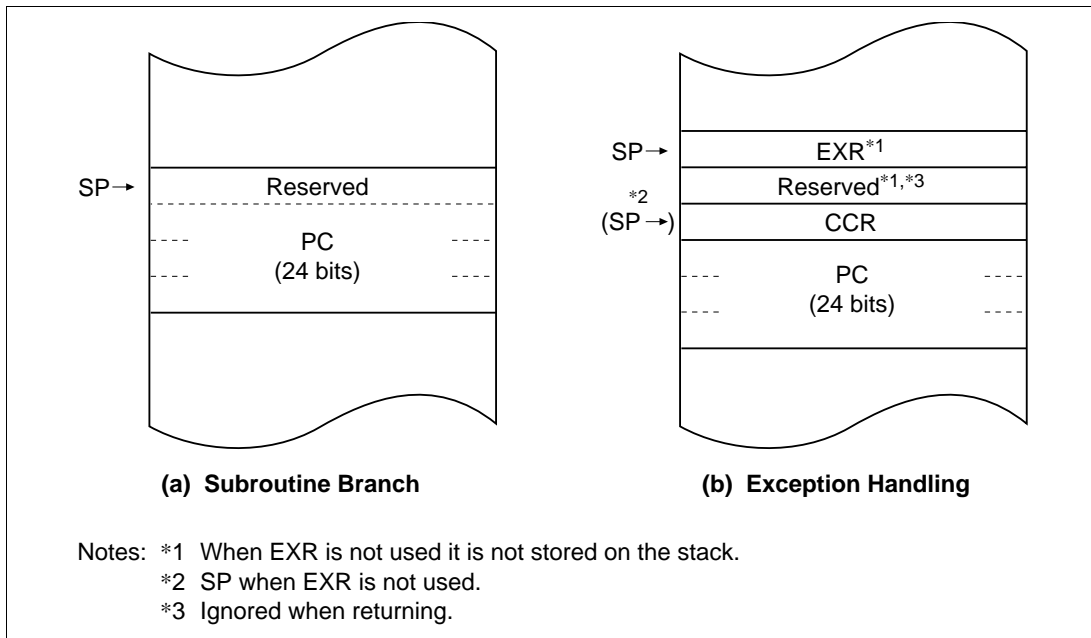 SP→ Reserved
PC
(24 bits)
(a) Subroutine Branch
SP→ EXR*1
Reserved*1,*3
*2
(SP→) CCR
PC
(24 bits)
(b) Exception Handling
Notes: *1 When EXR is not used it is not stored on the stack.
*2 SP when EXR is not used.
*3 Ignored when returning.